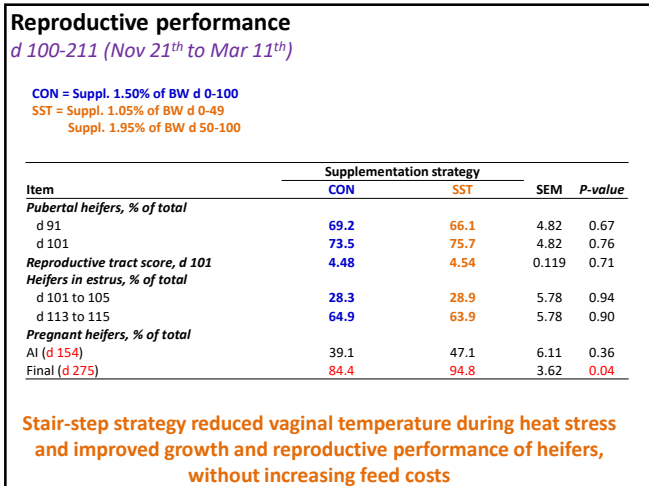 Reproductive performance
d 100-211 (Nov 21th to Mar 11th)
CON = Suppl. 1.50% of BW d 0-100
SST = Suppl. 1.05% of BW d 0-49
Suppl. 1.95% of BW d 50-100
Supplementation strategy
Item CON SST SEM P-value
Pubertal heifers, % of total
d 91 69.2 66.1 4.82 0.67
d 101 73.5 75.7 4.82 0.76
Reproductive tract score, d 101 4.48 4.54 0.119 0.71
Heifers in estrus, % of total
d 101 to 105 28.3 28.9 5.78 0.94
d 113 to 115 64.9 63.9 5.78 0.90
Pregnant heifers, % of total
AI (d 154) 39.1 47.1 6.11 0.36
Final (d 275) 84.4 94.8 3.62 0.04
Stair-step strategy reduced vaginal temperature during heat stress
and improved growth and reproductive performance of heifers,
without increasing feed costs